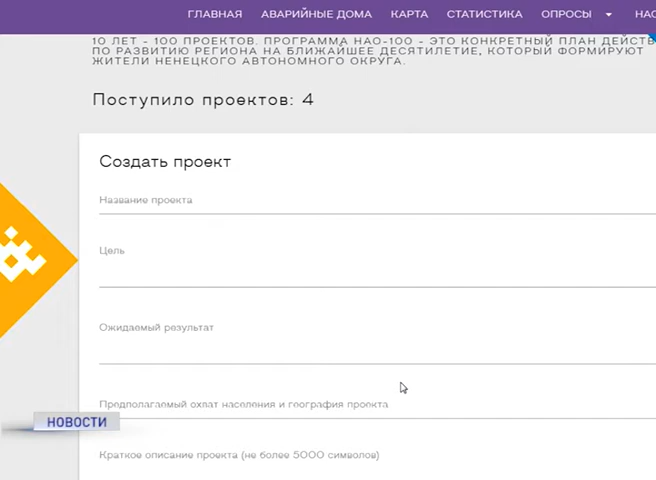 ГЛАВНАЯ АВАРИЙНЫЕ ДОМА КАРТА СТАТИСТИКА ОПРОСЫ НАО
10 ЛЕТ - 100 ПРОЕКТОВ. ПРОГРАММА НАО-100 - ЭТО КОНКРЕТНЫЙ ПЛАН ДЕЙСТВ
ПО РАЗВИТИЮ РЕГИОНА НА БЛИЖАЙШЕЕ ДЕСЯТИЛЕТИЕ, КОТОРЫЙ ФОРМИРУЮТ
ЖИТЕЛИ НЕНЕЦКОГО АВТОНОМНОГО ОКРУГА.
Поступило проектов: 4
Создать проект
Название проекта
Цель
Ожидаемый результат
Предполагаемый охват населения и география проекта
НОВОСТИ
Краткое описание проекта (не более 5000 символов)